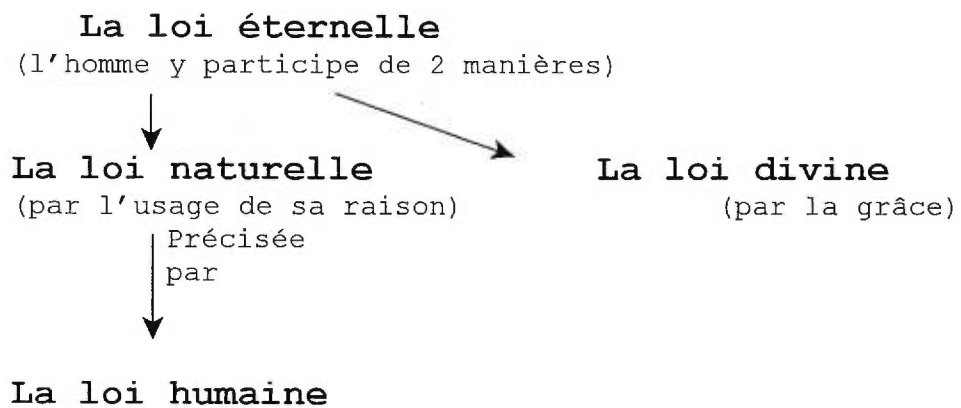 La loi éternelle
(l'homme y participe de 2 manières)
La loi naturelle
(par l'usage de sa raison)
La loi divine
(par la grâce)
Précisée
par
La loi humaine